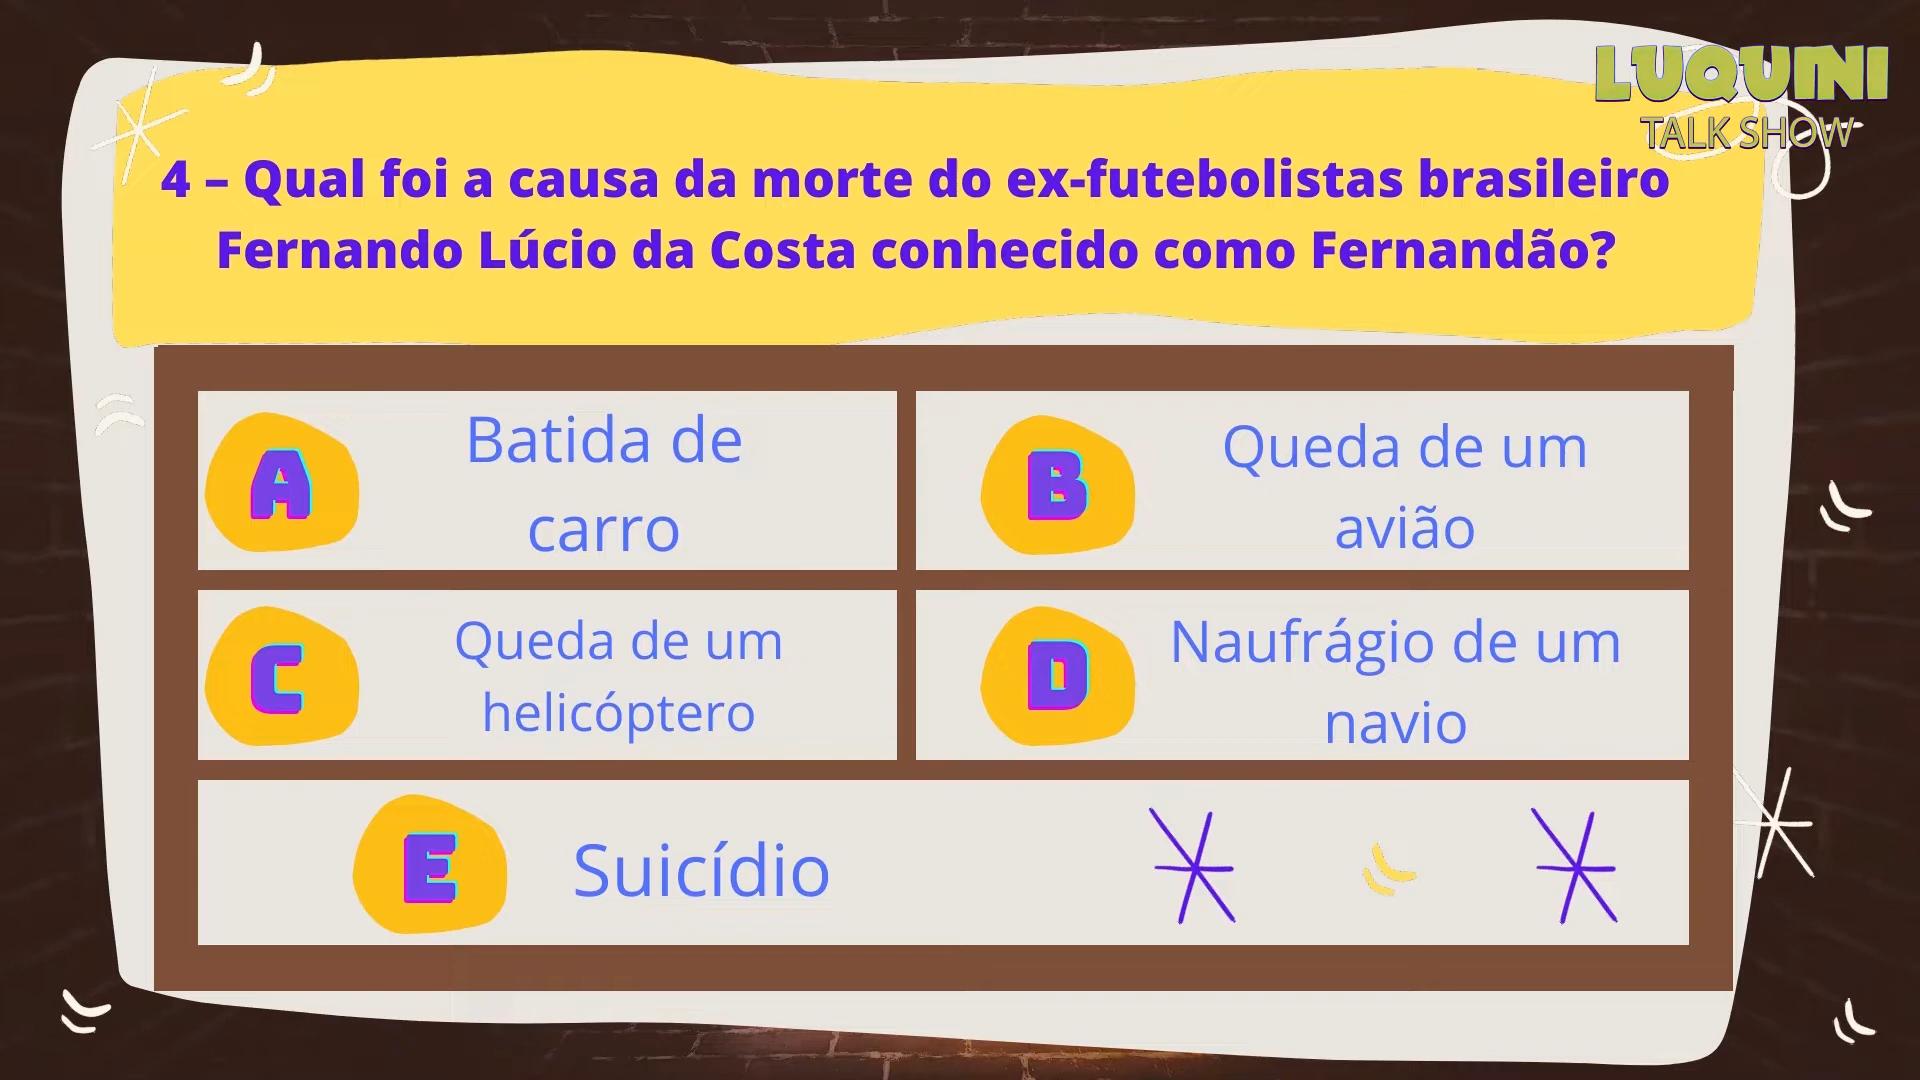 LUQUINI
TALK SHOW
4 – Qual foi a causa da morte do ex-futebolistas brasileiro
Fernando Lúcio da Costa conhecido como Fernandão?
A
Batida de
carro
B
Queda de um
avião
C
Queda de um
helicóptero
D
Naufrágio de um
navio
E
Suicídio